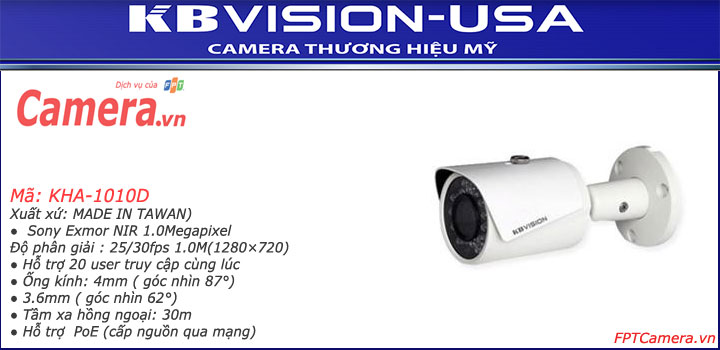 KBVISION-USA
CAMERA THƯƠNG HIỆU MỸ
Dịch vụ của FPT
Camera.vn
Mã: KHA-1010D
Xuất xứ: MADE IN TAWAN)
● Sony Exmor NIR 1.0Megapixel
Độ phân giải : 25/30fps 1.0M(1280×720)
● Hỗ trợ 20 user truy cập cùng lúc
● Ống kính: 4mm ( góc nhìn 87°)
● 3.6mm ( góc nhìn 62°)
● Tầm xa hồng ngoại: 30m
● Hỗ trợ PoE (cấp nguồn qua mạng)
KBVISION
FPTCamera.vn